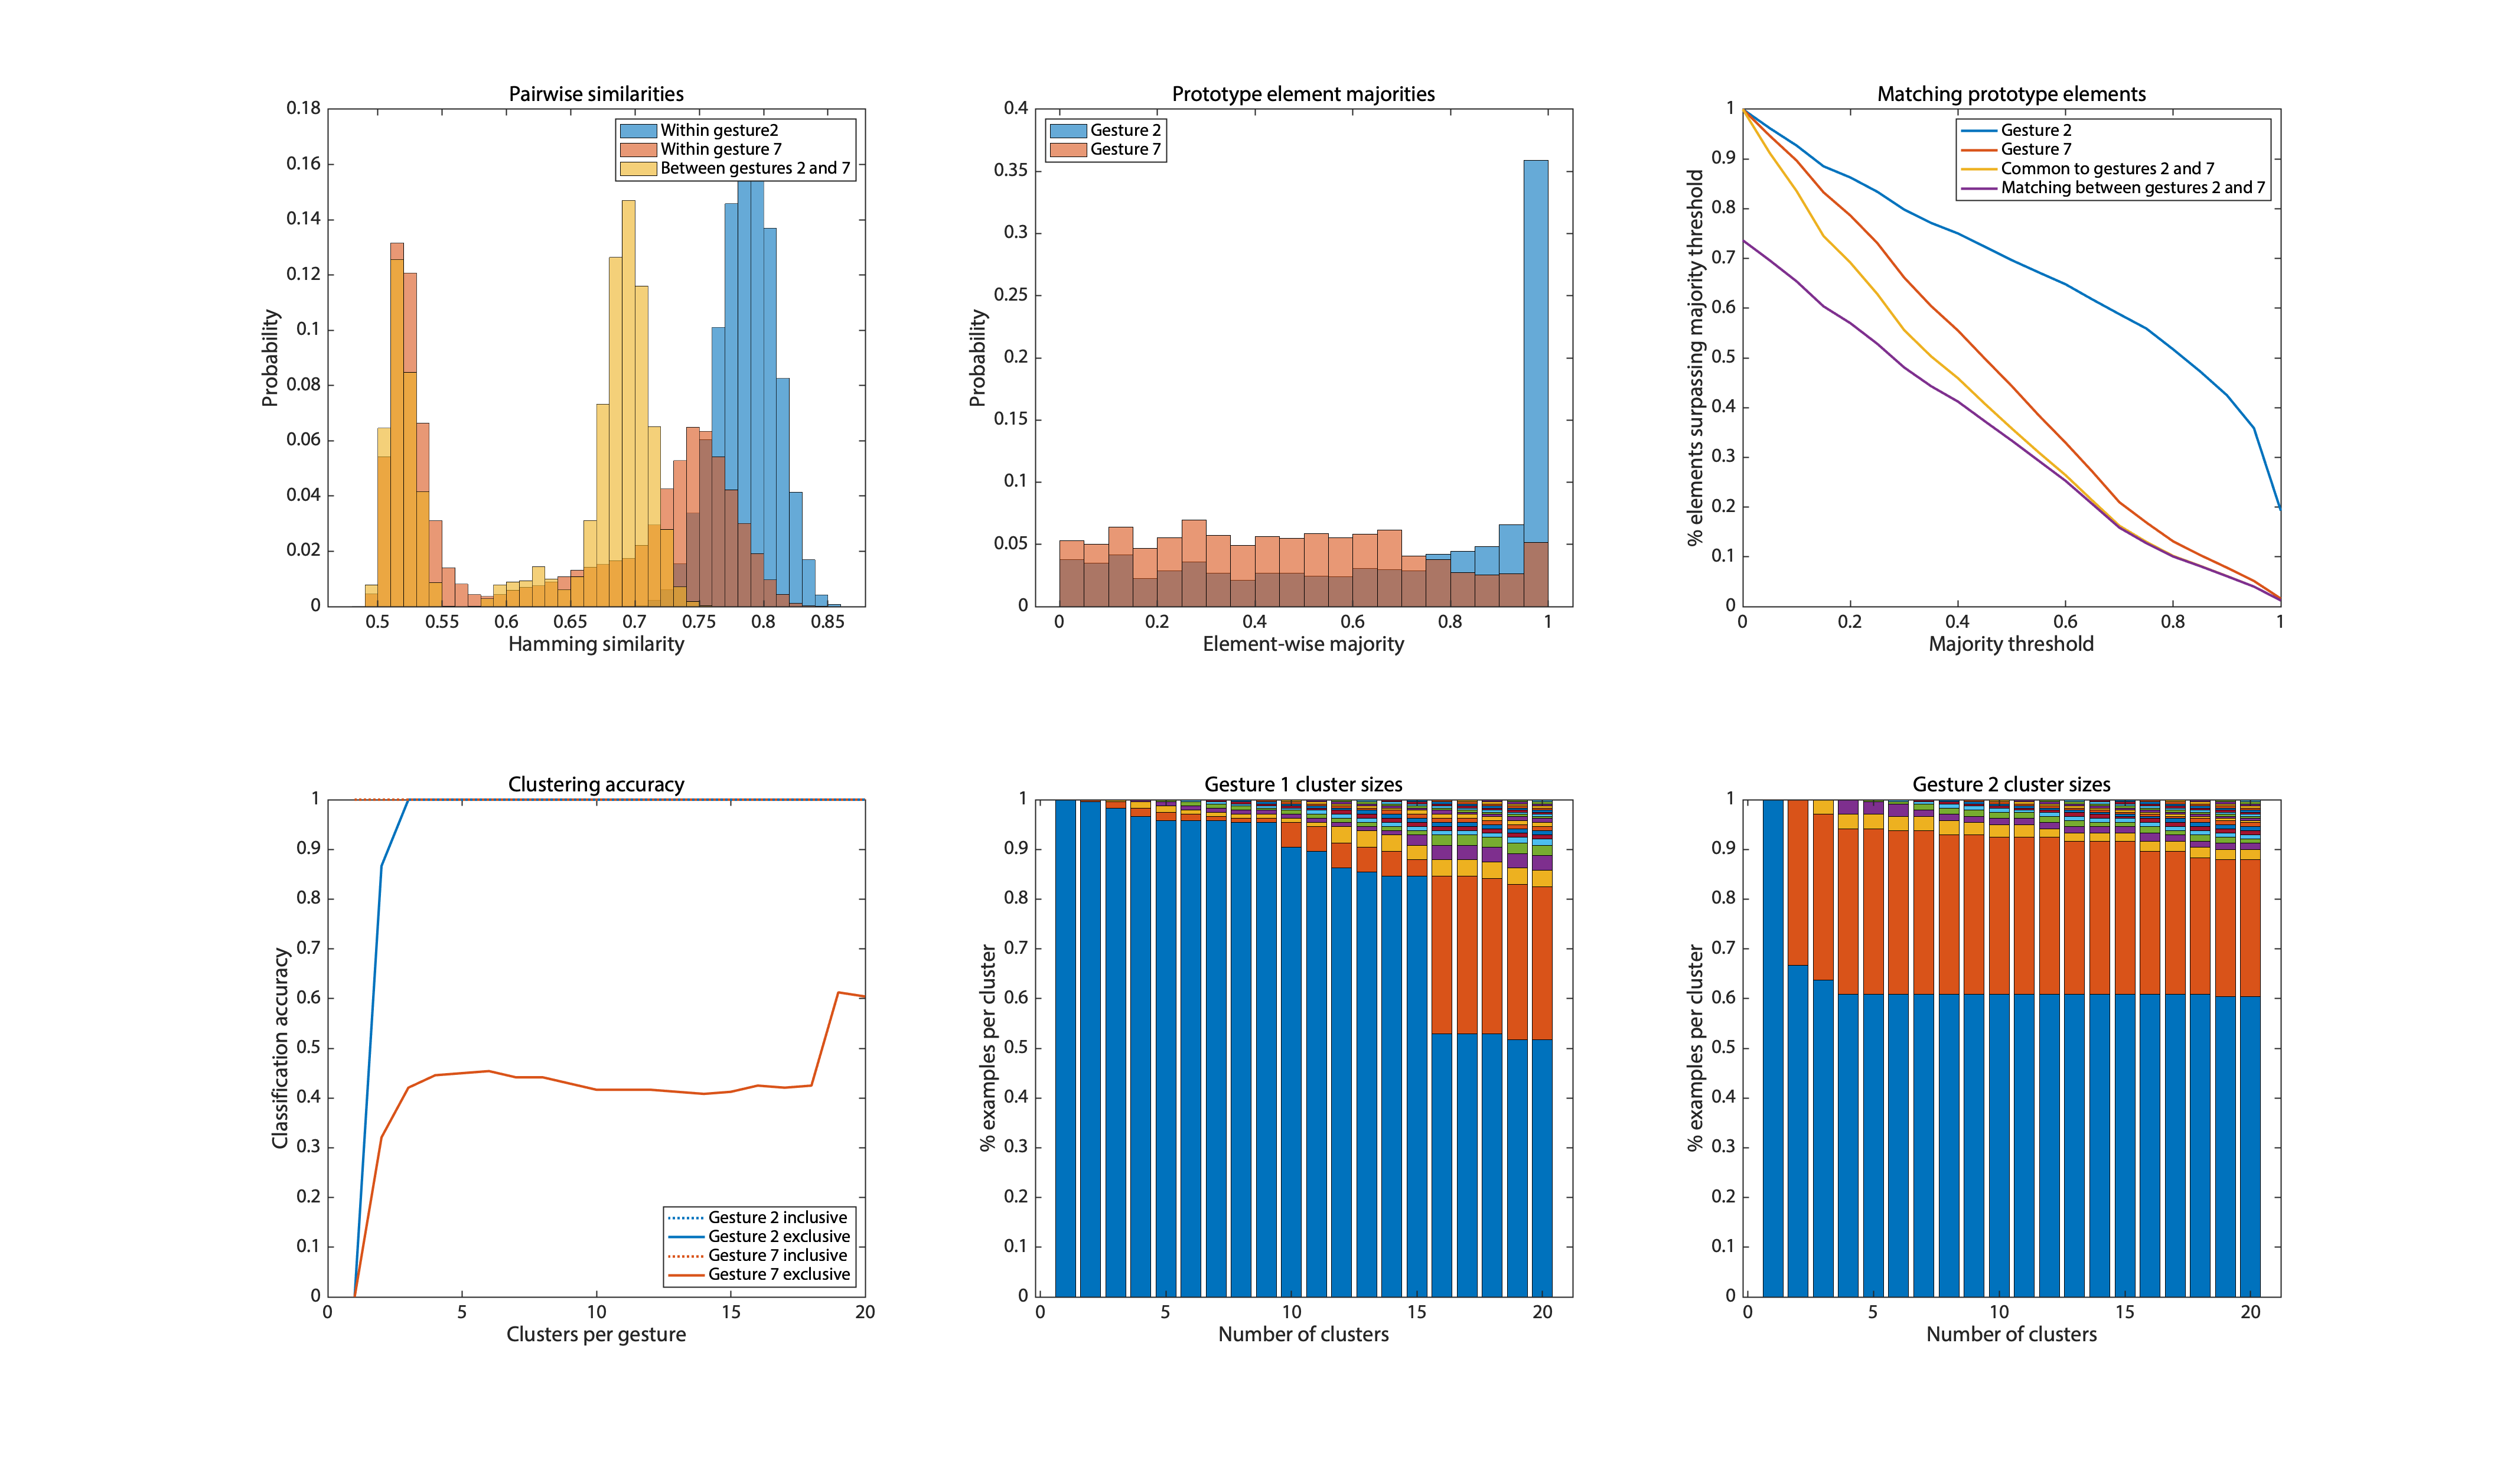 Pairwise similarities
0.18
0.16
0.14
0.12
0.1
0.08
0.06
0.04
0.02
0
Probability
Within gesture2
Within gesture 7
Between gestures 2 and 7
0.5 0.55 0.6 0.65 0.7 0.75 0.8 0.85
Hamming similarity
Prototype element majorities
0.4
0.35
0.3
0.25
0.2
0.15
0.1
0.05
0
Probability
Gesture 2
Gesture 7
0 0.2 0.4 0.6 0.8 1
Element-wise majority
Matching prototype elements
1
0.9
0.8
0.7
0.6
0.5
0.4
0.3
0.2
0.1
0
% elements surpassing majority threshold
Gesture 2
Gesture 7
Common to gestures 2 and 7
Matching between gestures 2 and 7
0 0.2 0.4 0.6 0.8 1
Majority threshold
Clustering accuracy
1
0.9
0.8
0.7
0.6
0.5
0.4
0.3
0.2
0.1
0
Classification accuracy
Gesture 2 inclusive
Gesture 2 exclusive
Gesture 7 inclusive
Gesture 7 exclusive
0 5 10 15 20
Clusters per gesture
Gesture 1 cluster sizes
1
0.9
0.8
0.7
0.6
0.5
0.4
0.3
0.2
0.1
0
% examples per cluster
0 5 10 15 20
Number of clusters
Gesture 2 cluster sizes
1
0.9
0.8
0.7
0.6
0.5
0.4
0.3
0.2
0.1
0
% examples per cluster
0 5 10 15 20
Number of clusters